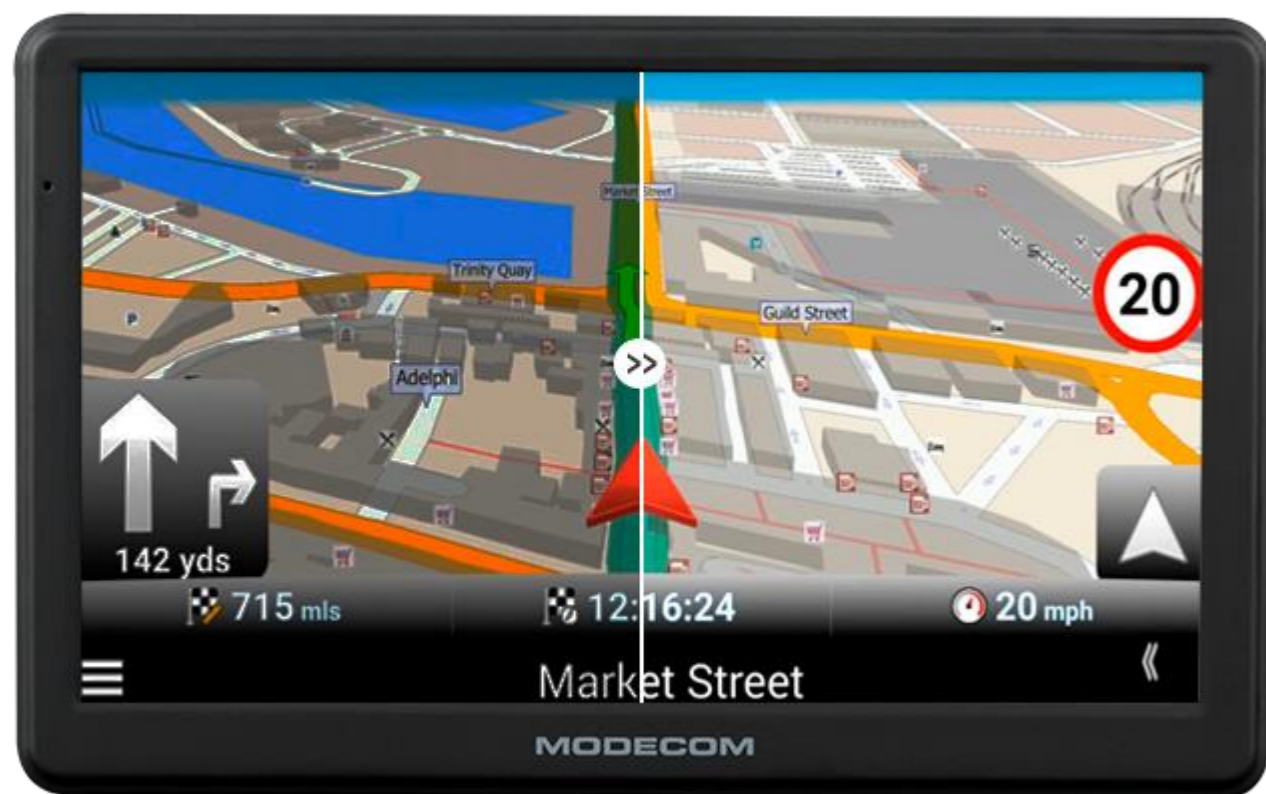 Market Street
Trinity Quay
Guild Street
20
P
Adelphi
142 yds
715 mls
12:16:24
20 mph
Market Street
MODECOM